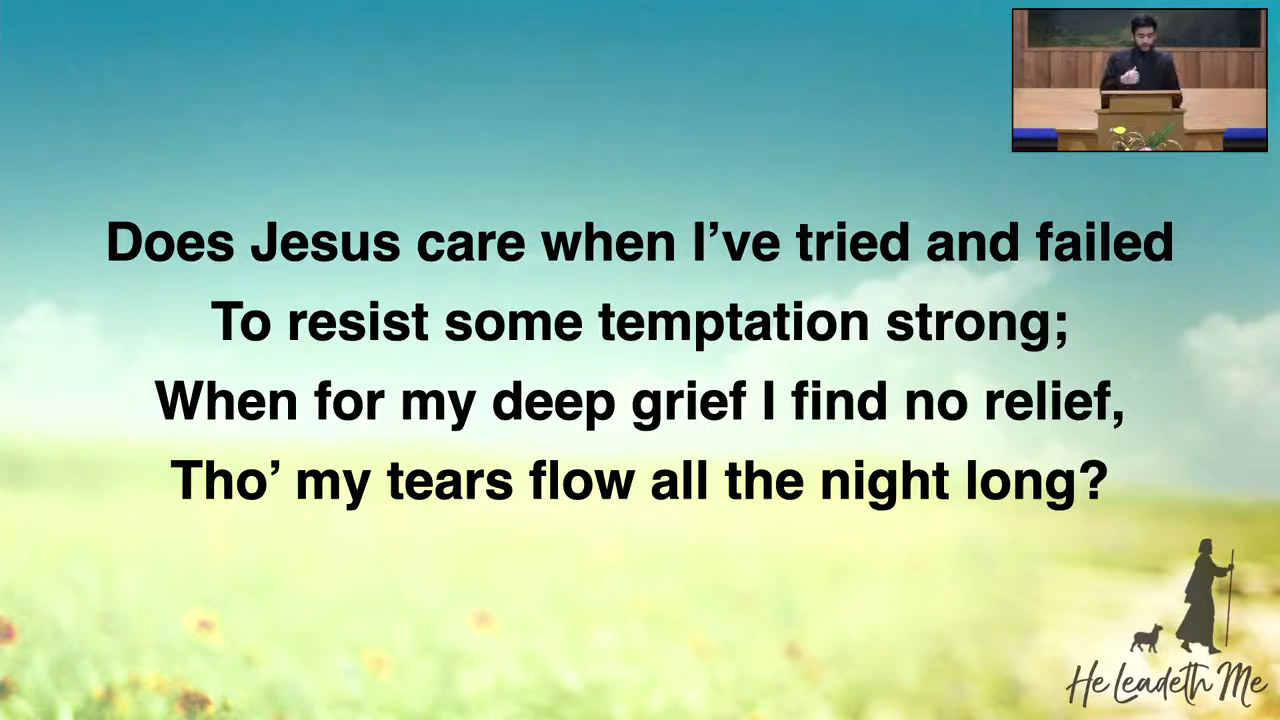 Does Jesus care when I’ve tried and failed
To resist some temptation strong;
When for my deep grief I find no relief,
Tho’ my tears flow all the night long?
He Leadeth Me